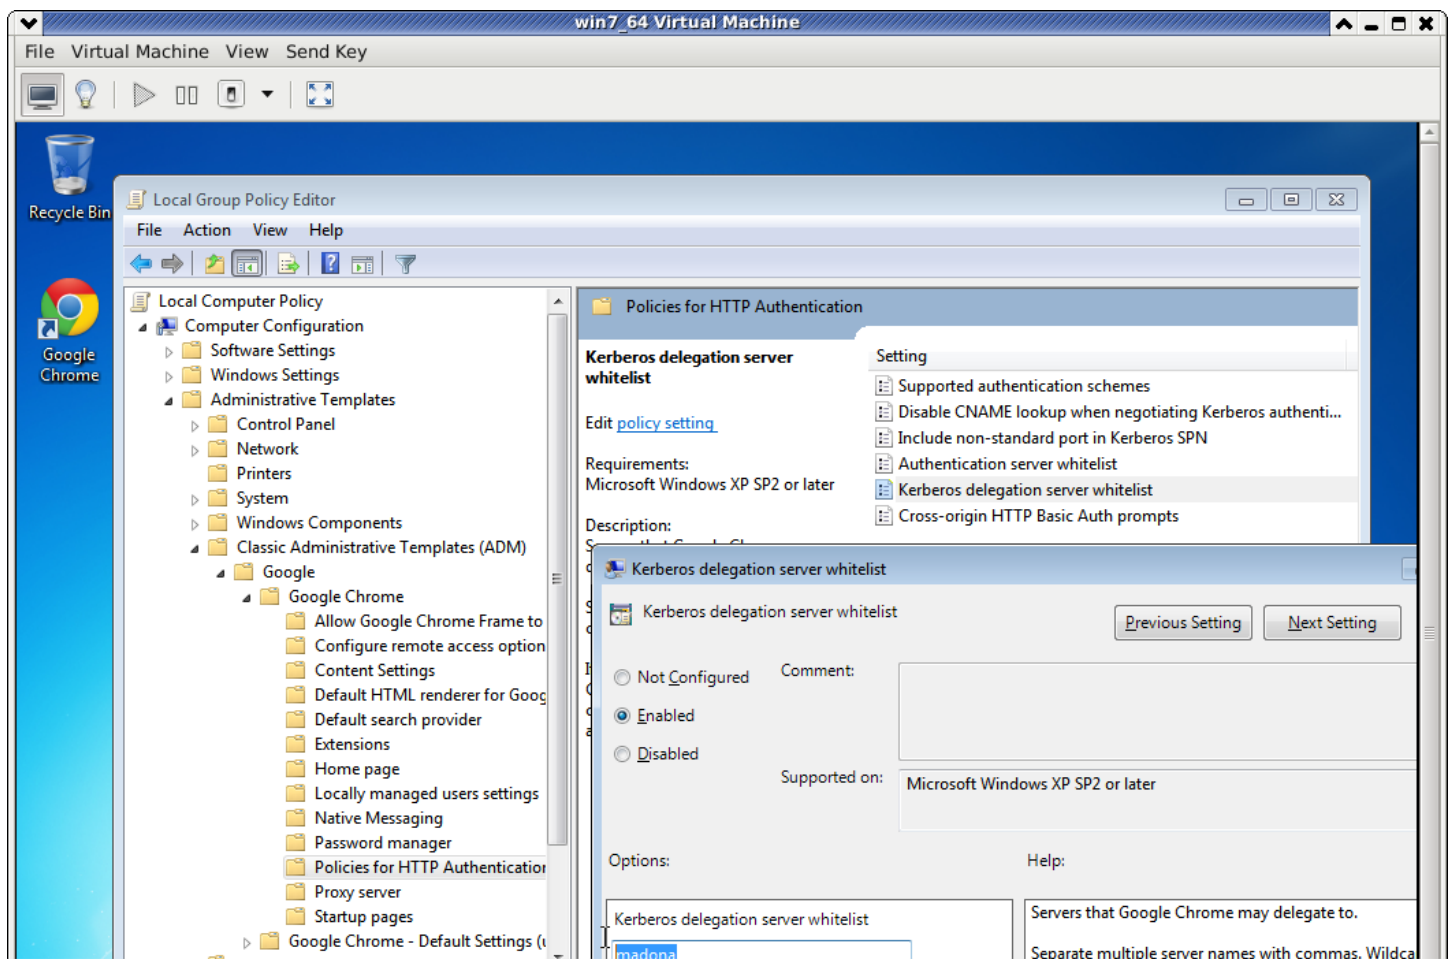 win7_64 Virtual Machine
File Virtual Machine View Send Key
Recycle Bin
Google
Chrome
Local Group Policy Editor
File Action View Help
Local Computer Policy
Computer Configuration
Software Settings
Windows Settings
Administrative Templates
Control Panel
Network
Printers
System
Windows Components
Classic Administrative Templates (ADM)
Google
Google Chrome
Allow Google Chrome Frame to
Configure remote access option
Content Settings
Default HTML renderer for Goog
Default search provider
Extensions
Home page
Locally managed users settings
Native Messaging
Password manager
Policies for HTTP Authentication
Proxy server
Startup pages
Google Chrome - Default Settings (u
Policies for HTTP Authentication
Kerberos delegation server
whitelist
Edit policy setting
Requirements:
Microsoft Windows XP SP2 or later
Description:
Setting
Supported authentication schemes
Disable CNAME lookup when negotiating Kerberos authenti...
Include non-standard port in Kerberos SPN
Authentication server whitelist
Kerberos delegation server whitelist
Cross-origin HTTP Basic Auth prompts
Kerberos delegation server whitelist
Kerberos delegation server whitelist
Previous Setting Next Setting
Not Configured
Enabled
Disabled
Comment:
Supported on:
Microsoft Windows XP SP2 or later
Options:
Help:
Kerberos delegation server whitelist
madona
Servers that Google Chrome may delegate to.
Separate multiple server names with commas. Wildca